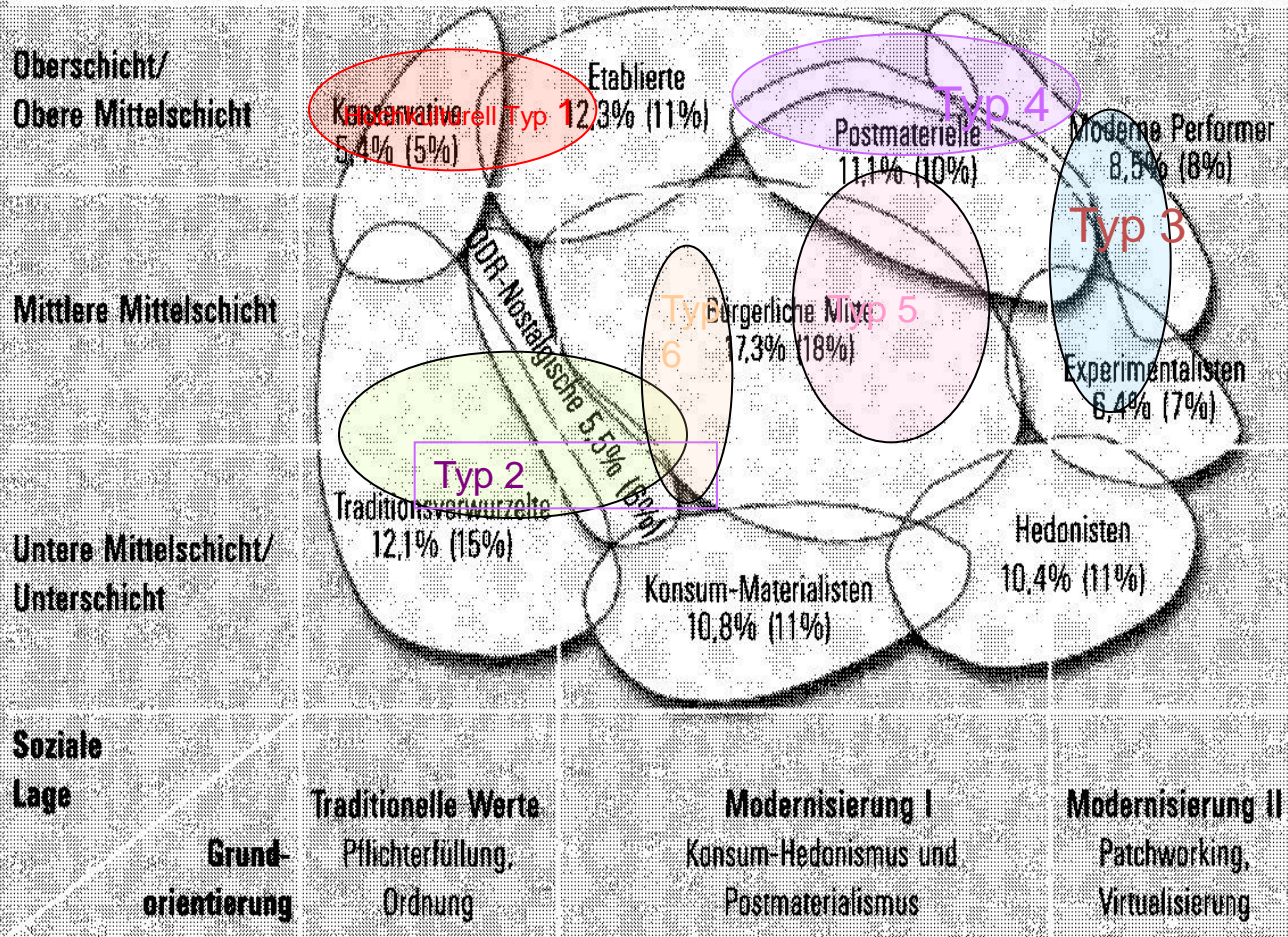 Oberschicht/
Obere Mittelschicht
Mittlere Mittelschicht
Untere Mittelschicht/
Unterschicht
Soziale
Lage
Grund-
orientierung
Konservative
5,4% (5%)
Typ 1
Etablierte
12,3% (11%)
Typ 4
Postmaterielle
11,1% (10%)
Moderne Performer
8,5% (8%)
Typ 3
DDR-Nostalgische 5,5% (6%)
Typ
6
Bürgerliche Mitte
17,3% (18%)
Typ 5
Experimentalisten
6,4% (7%)
Typ 2
Traditionsverwurzelte
12,1% (15%)
Konsum-Materialisten
10,8% (11%)
Hedonisten
10,4% (11%)
Traditionelle Werte
Pflichterfüllung,
Ordnung
Modernisierung I
Konsum-Hedonismus und
Postmaterialismus
Modernisierung II
Patchworking,
Virtualisierung